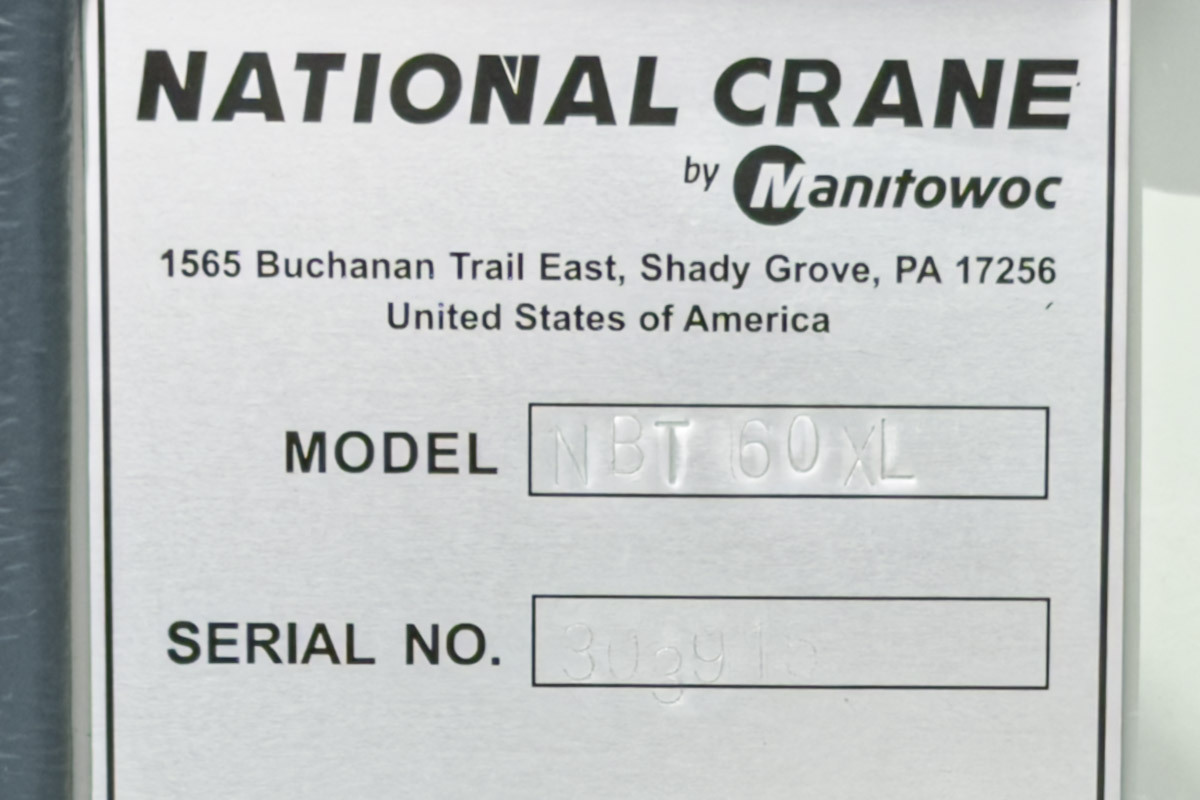 NATIONAL CRANE
by Manitowoc
1565 Buchanan Trail East, Shady Grove, PA 17256
United States of America
MODEL NBT 60XL
SERIAL NO. 303915